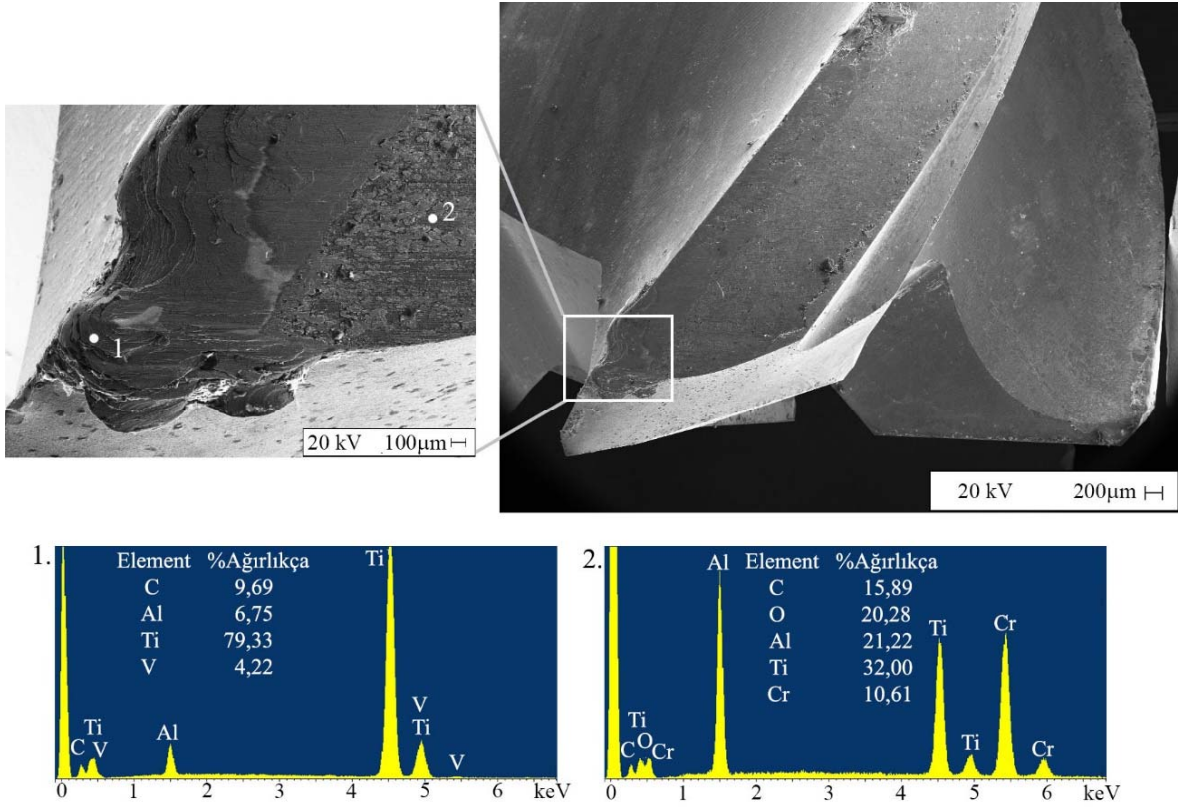 2
1
20 kV 100µm
20 kV 200µm
1.
Element %Ağırlıkça
C 9,69
Al 6,75
Ti 79,33
V 4,22
Ti
V
Ti
C
Ti
V
Al
V
0 1 2 3 4 5 6 keV
2.
Element %Ağırlıkça
C 15,89
O 20,28
Al 21,22
Ti 32,00
Cr 10,61
Al
Ti
Cr
Ti
O
C
Cr
Ti
Cr
0 1 2 3 4 5 6 keV